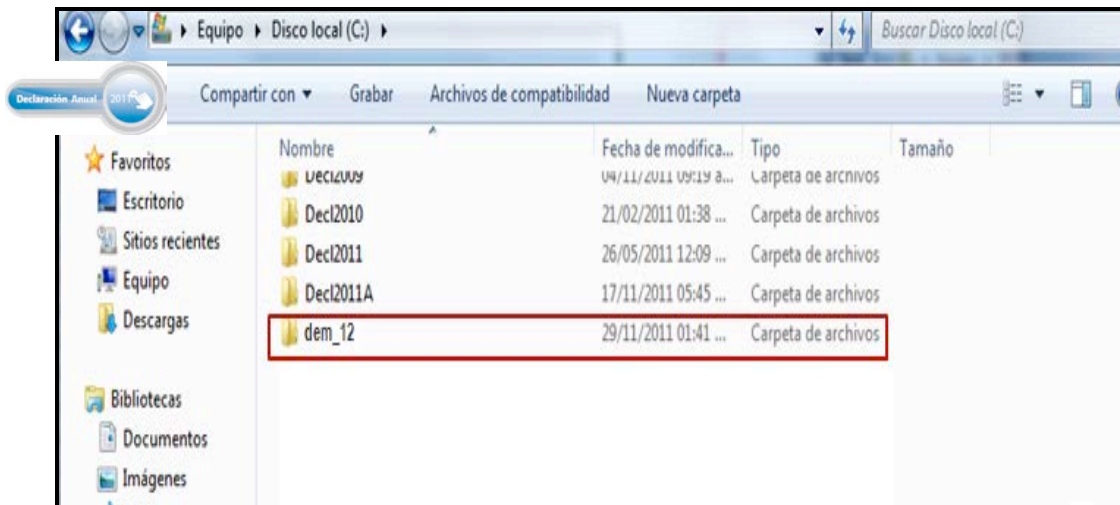 Equipo ▸ Disco local (C:) ▸
Buscar Disco local (C:)
Declaración Anual 2011
Compartir con ▼ Grabar Archivos de compatibilidad Nueva carpeta
Favoritos
Escritorio
Sitios recientes
Equipo
Descargas
Bibliotecas
Documentos
Imágenes
Nombre Fecha de modifica... Tipo Tamaño
Decl2009 04/11/2011 09:19 a... Carpeta de archivos
Decl2010 21/02/2011 01:38 ... Carpeta de archivos
Decl2011 26/05/2011 12:09 ... Carpeta de archivos
Decl2011A 17/11/2011 05:45 ... Carpeta de archivos
dem_12 29/11/2011 01:41 ... Carpeta de archivos